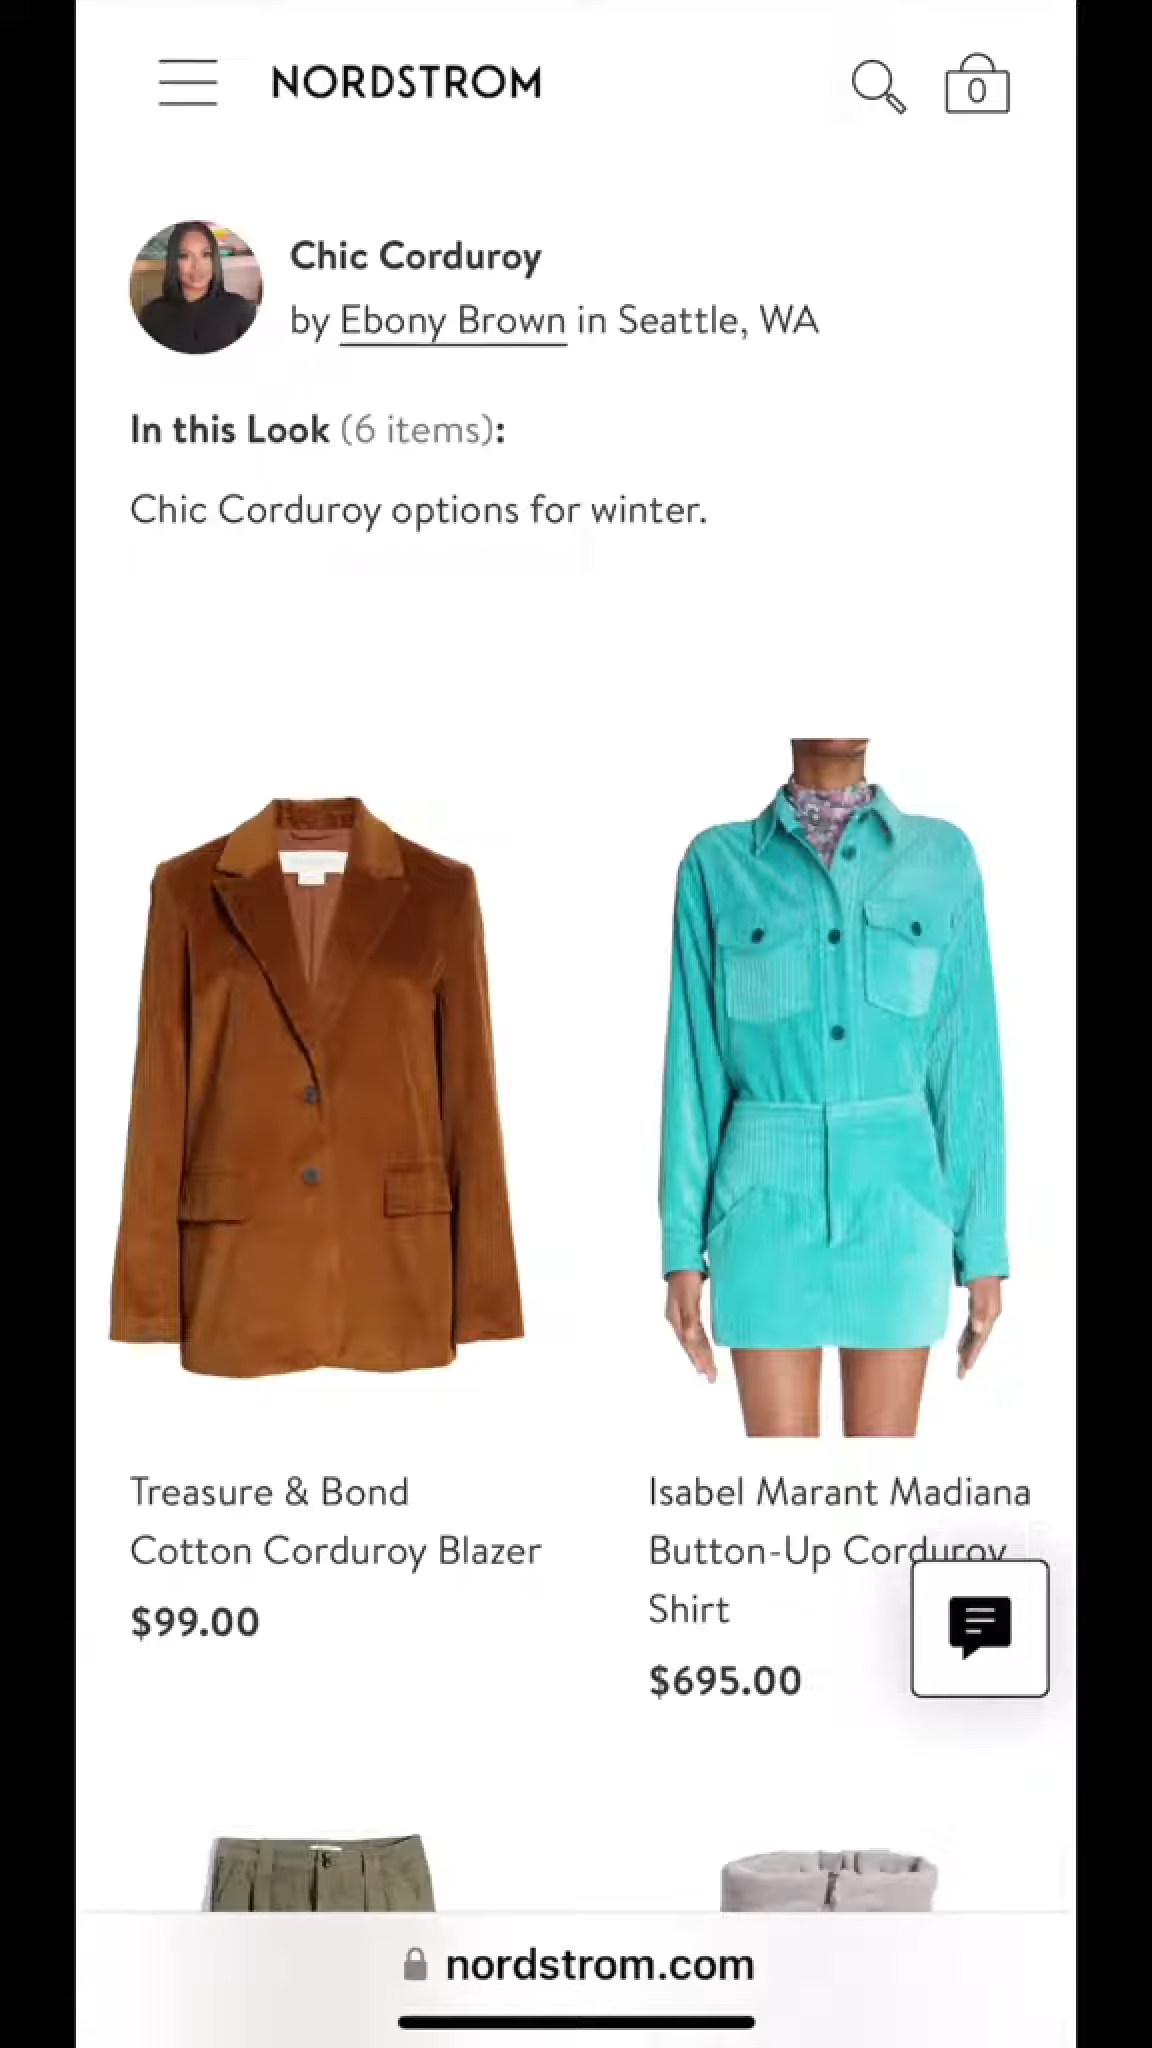 NORDSTROM
0
Chic Corduroy
by Ebony Brown in Seattle, WA
In this Look (6 items):
Chic Corduroy options for winter.
Treasure & Bond
Cotton Corduroy Blazer
$99.00
Isabel Marant Madiana
Button-Up Corduroy
Shirt
$695.00
nordstrom.com